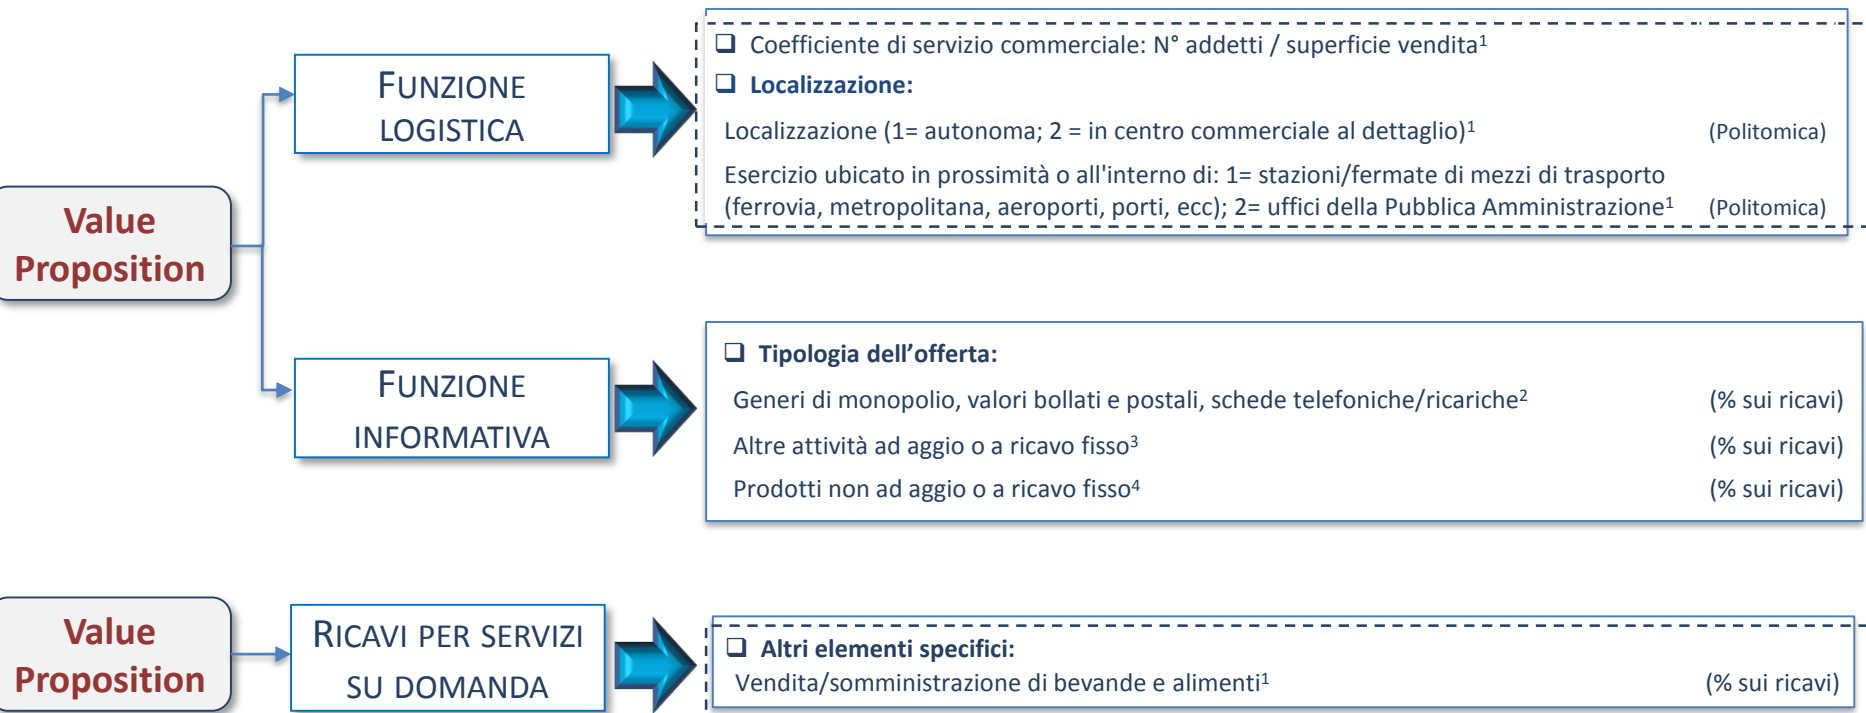 Value
Proposition
FUNZIONE
LOGISTICA
❑ Coefficiente di servizio commerciale: N° addetti / superficie vendita¹
❑ Localizzazione:
Localizzazione (1= autonoma; 2 = in centro commerciale al dettaglio)¹ (Politomica)
Esercizio ubicato in prossimità o all'interno di: 1= stazioni/fermate di mezzi di trasporto
(ferrovia, metropolitana, aeroporti, porti, ecc); 2= uffici della Pubblica Amministrazione¹ (Politomica)
FUNZIONE
INFORMATIVA
❑ Tipologia dell’offerta:
Generi di monopolio, valori bollati e postali, schede telefoniche/ricariche² (% sui ricavi)
Altre attività ad aggio o a ricavo fisso³ (% sui ricavi)
Prodotti non ad aggio o a ricavo fisso⁴ (% sui ricavi)
Value
Proposition
RICAVI PER SERVIZI
SU DOMANDA
❑ Altri elementi specifici:
Vendita/somministrazione di bevande e alimenti¹ (% sui ricavi)